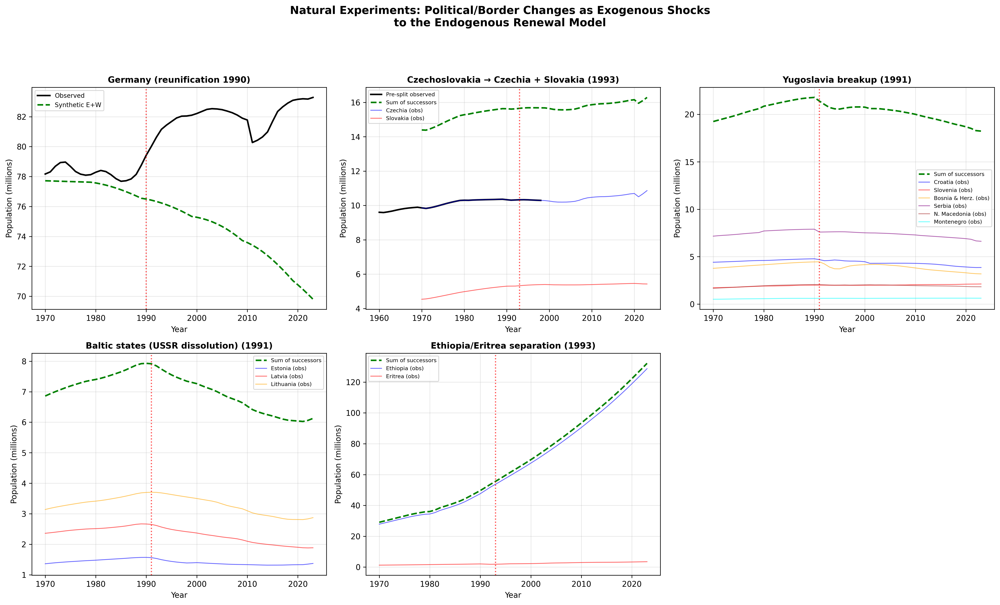 Natural Experiments: Political/Border Changes as Exogenous Shocks
to the Endogenous Renewal Model
Germany (reunification 1990)
Observed
Synthetic E+W
Population (millions)
82
80
78
76
74
72
70
1970
1980
1990
2000
2010
2020
Year
Czechoslovakia → Czechia + Slovakia (1993)
Pre-split observed
Sum of successors
Czechia (obs)
Slovakia (obs)
Population (millions)
16
14
12
10
8
6
4
1960
1970
1980
1990
2000
2010
2020
Year
Yugoslavia breakup (1991)
Sum of successors
Croatia (obs)
Slovenia (obs)
Bosnia & Herz. (obs)
Serbia (obs)
N. Macedonia (obs)
Montenegro (obs)
Population (millions)
20
15
10
5
0
1970
1980
1990
2000
2010
2020
Year
Baltic states (USSR dissolution) (1991)
Sum of successors
Estonia (obs)
Latvia (obs)
Lithuania (obs)
Population (millions)
8
7
6
5
4
3
2
1
1970
1980
1990
2000
2010
2020
Year
Ethiopia/Eritrea separation (1993)
Sum of successors
Ethiopia (obs)
Eritrea (obs)
Population (millions)
120
100
80
60
40
20
0
1970
1980
1990
2000
2010
2020
Year